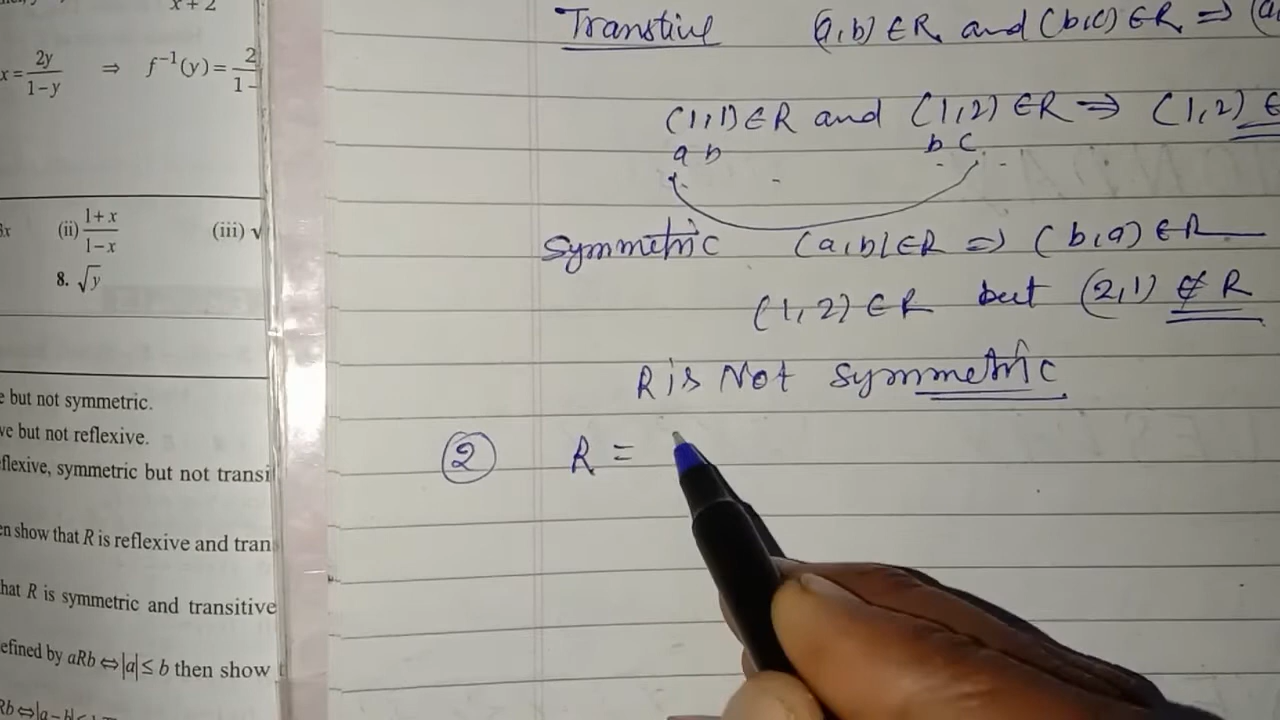 x + 2
x = 2y/1-y ⇒ f⁻¹(y) = 2/1-
(ii) 1+x/1-x (iii) √
8. √y
e but not symmetric.
ve but not reflexive.
flexive, symmetric but not transi
en show that R is reflexive and tran
hat R is symmetric and transitive
efined by aRb ⇔ |a| ≤ b then show
Rb ⇔ |a-b|
Transtive (a,b) ∈ R and (b,c) ∈ R ⇒ (a
(1,1) ∈ R and (1,2) ∈ R ⇒ (1,2) ∈
a b b c
Symmetric (a,b) ∈ R ⇒ (b,a) ∈ R
(1,2) ∈ R but (2,1) ∉ R
R is Not symmetric
2 R =